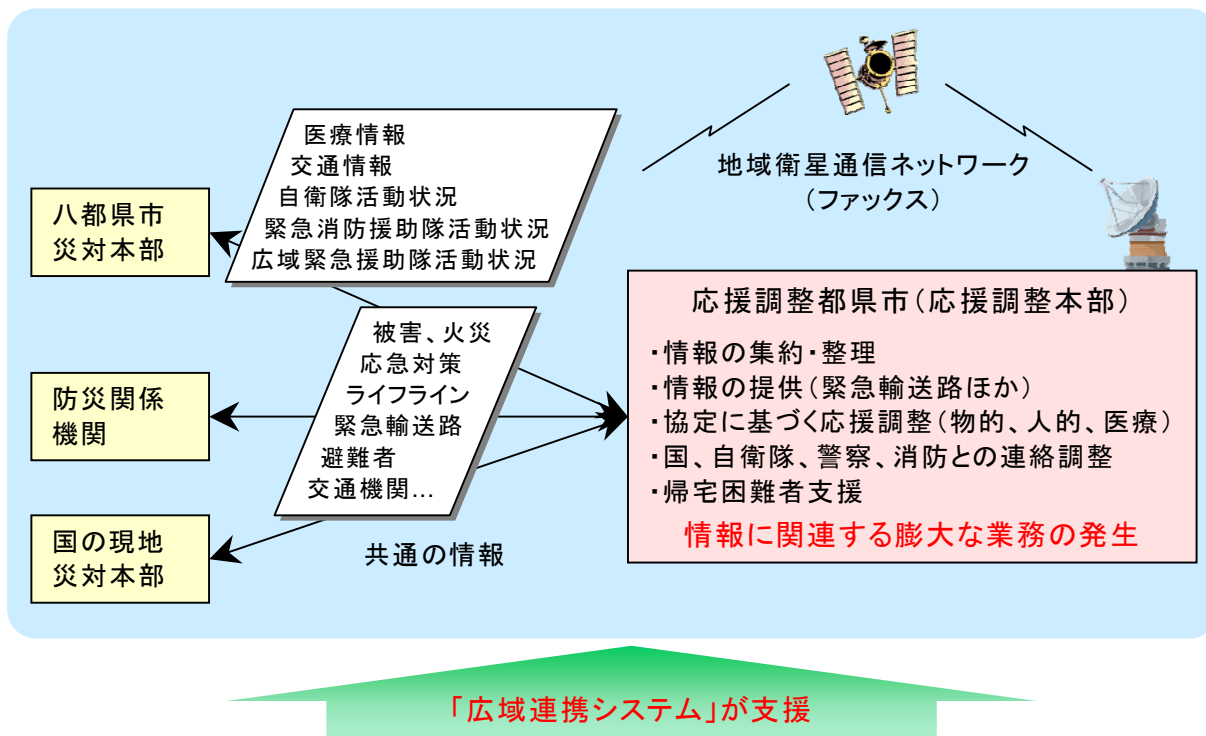 医療情報
交通情報
自衛隊活動状況
緊急消防援助隊活動状況
広域緊急援助隊活動状況
地域衛星通信ネットワーク
（ファックス）
八都県市
災対本部
防災関係
機関
国の現地
災対本部
被害、火災
応急対策
ライフライン
緊急輸送路
避難者
交通機関…
共通の情報
応援調整都県市（応援調整本部）
・情報の集約・整理
・情報の提供（緊急輸送路ほか）
・協定に基づく応援調整（物的、人的、医療）
・国、自衛隊、警察、消防との連絡調整
・帰宅困難者支援
情報に関連する膨大な業務の発生
「広域連携システム」が支援